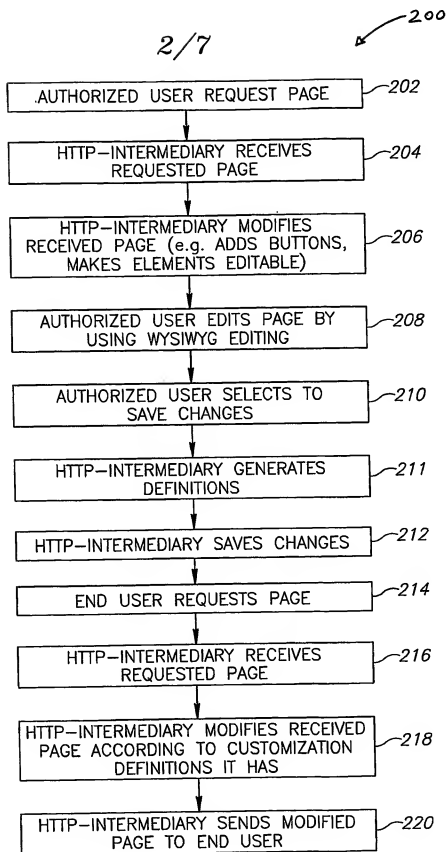 200
2/7
AUTHORIZED USER REQUEST PAGE
202
HTTP-INTERMEDIARY RECEIVES
REQUESTED PAGE
204
HTTP-INTERMEDIARY MODIFIES
RECEIVED PAGE (e.g. ADDS BUTTONS,
MAKES ELEMENTS EDITABLE)
206
AUTHORIZED USER EDITS PAGE BY
USING WYSIWYG EDITING
208
AUTHORIZED USER SELECTS TO
SAVE CHANGES
210
HTTP-INTERMEDIARY GENERATES
DEFINITIONS
211
HTTP-INTERMEDIARY SAVES CHANGES
212
END USER REQUESTS PAGE
214
HTTP-INTERMEDIARY RECEIVES
REQUESTED PAGE
216
HTTP-INTERMEDIARY MODIFIES RECEIVED
PAGE ACCORDING TO CUSTOMIZATION
DEFINITIONS IT HAS
218
HTTP-INTERMEDIARY SENDS MODIFIED
PAGE TO END USER
220